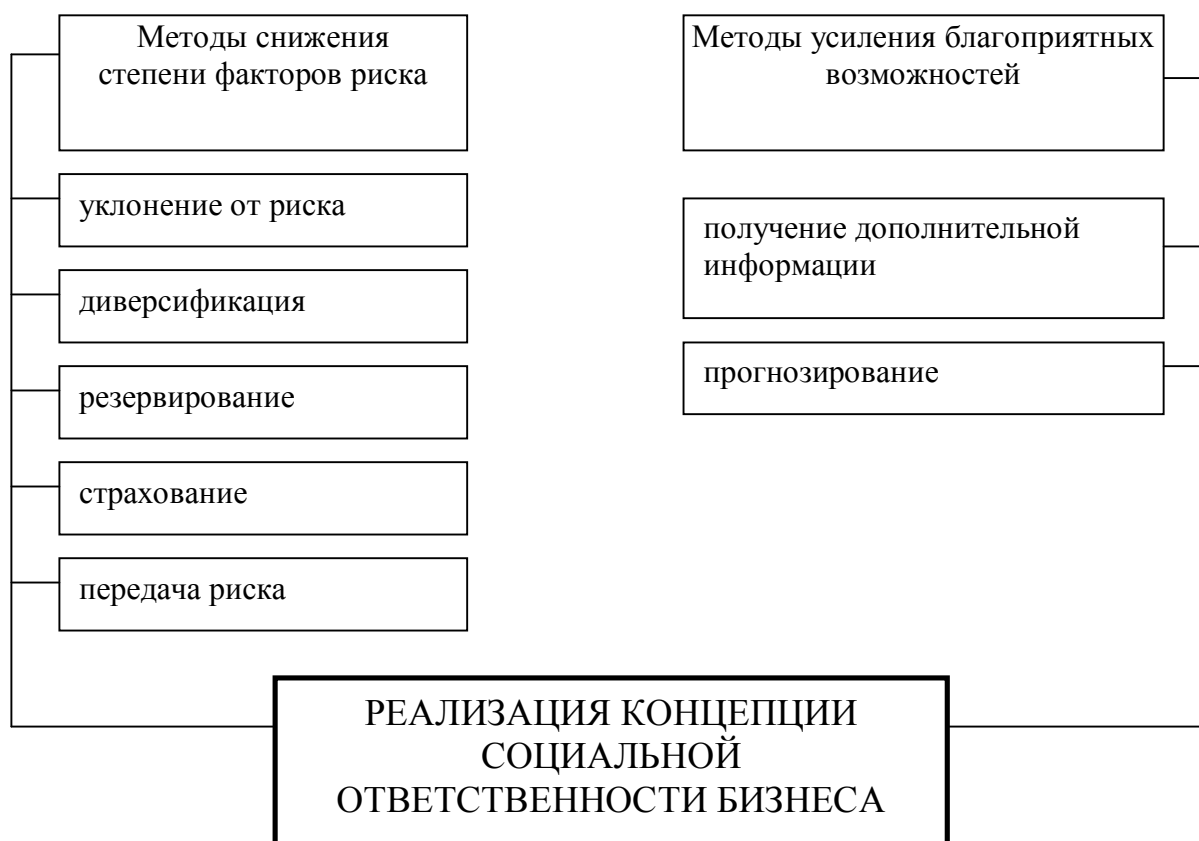 Методы снижения
степени факторов риска
уклонение от риска
диверсификация
резервирование
страхование
передача риска
Методы усиления благоприятных
возможностей
получение дополнительной
информации
прогнозирование
РЕАЛИЗАЦИЯ КОНЦЕПЦИИ
СОЦИАЛЬНОЙ
ОТВЕТСТВЕННОСТИ БИЗНЕСА